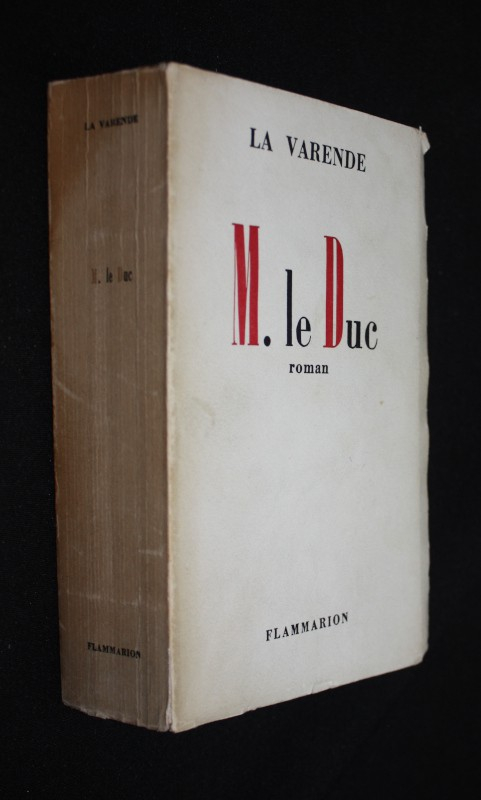 LA VARENDE
M. le Duc
FLAMMARION
LA VARENDE
M. le Duc
roman
FLAMMARION